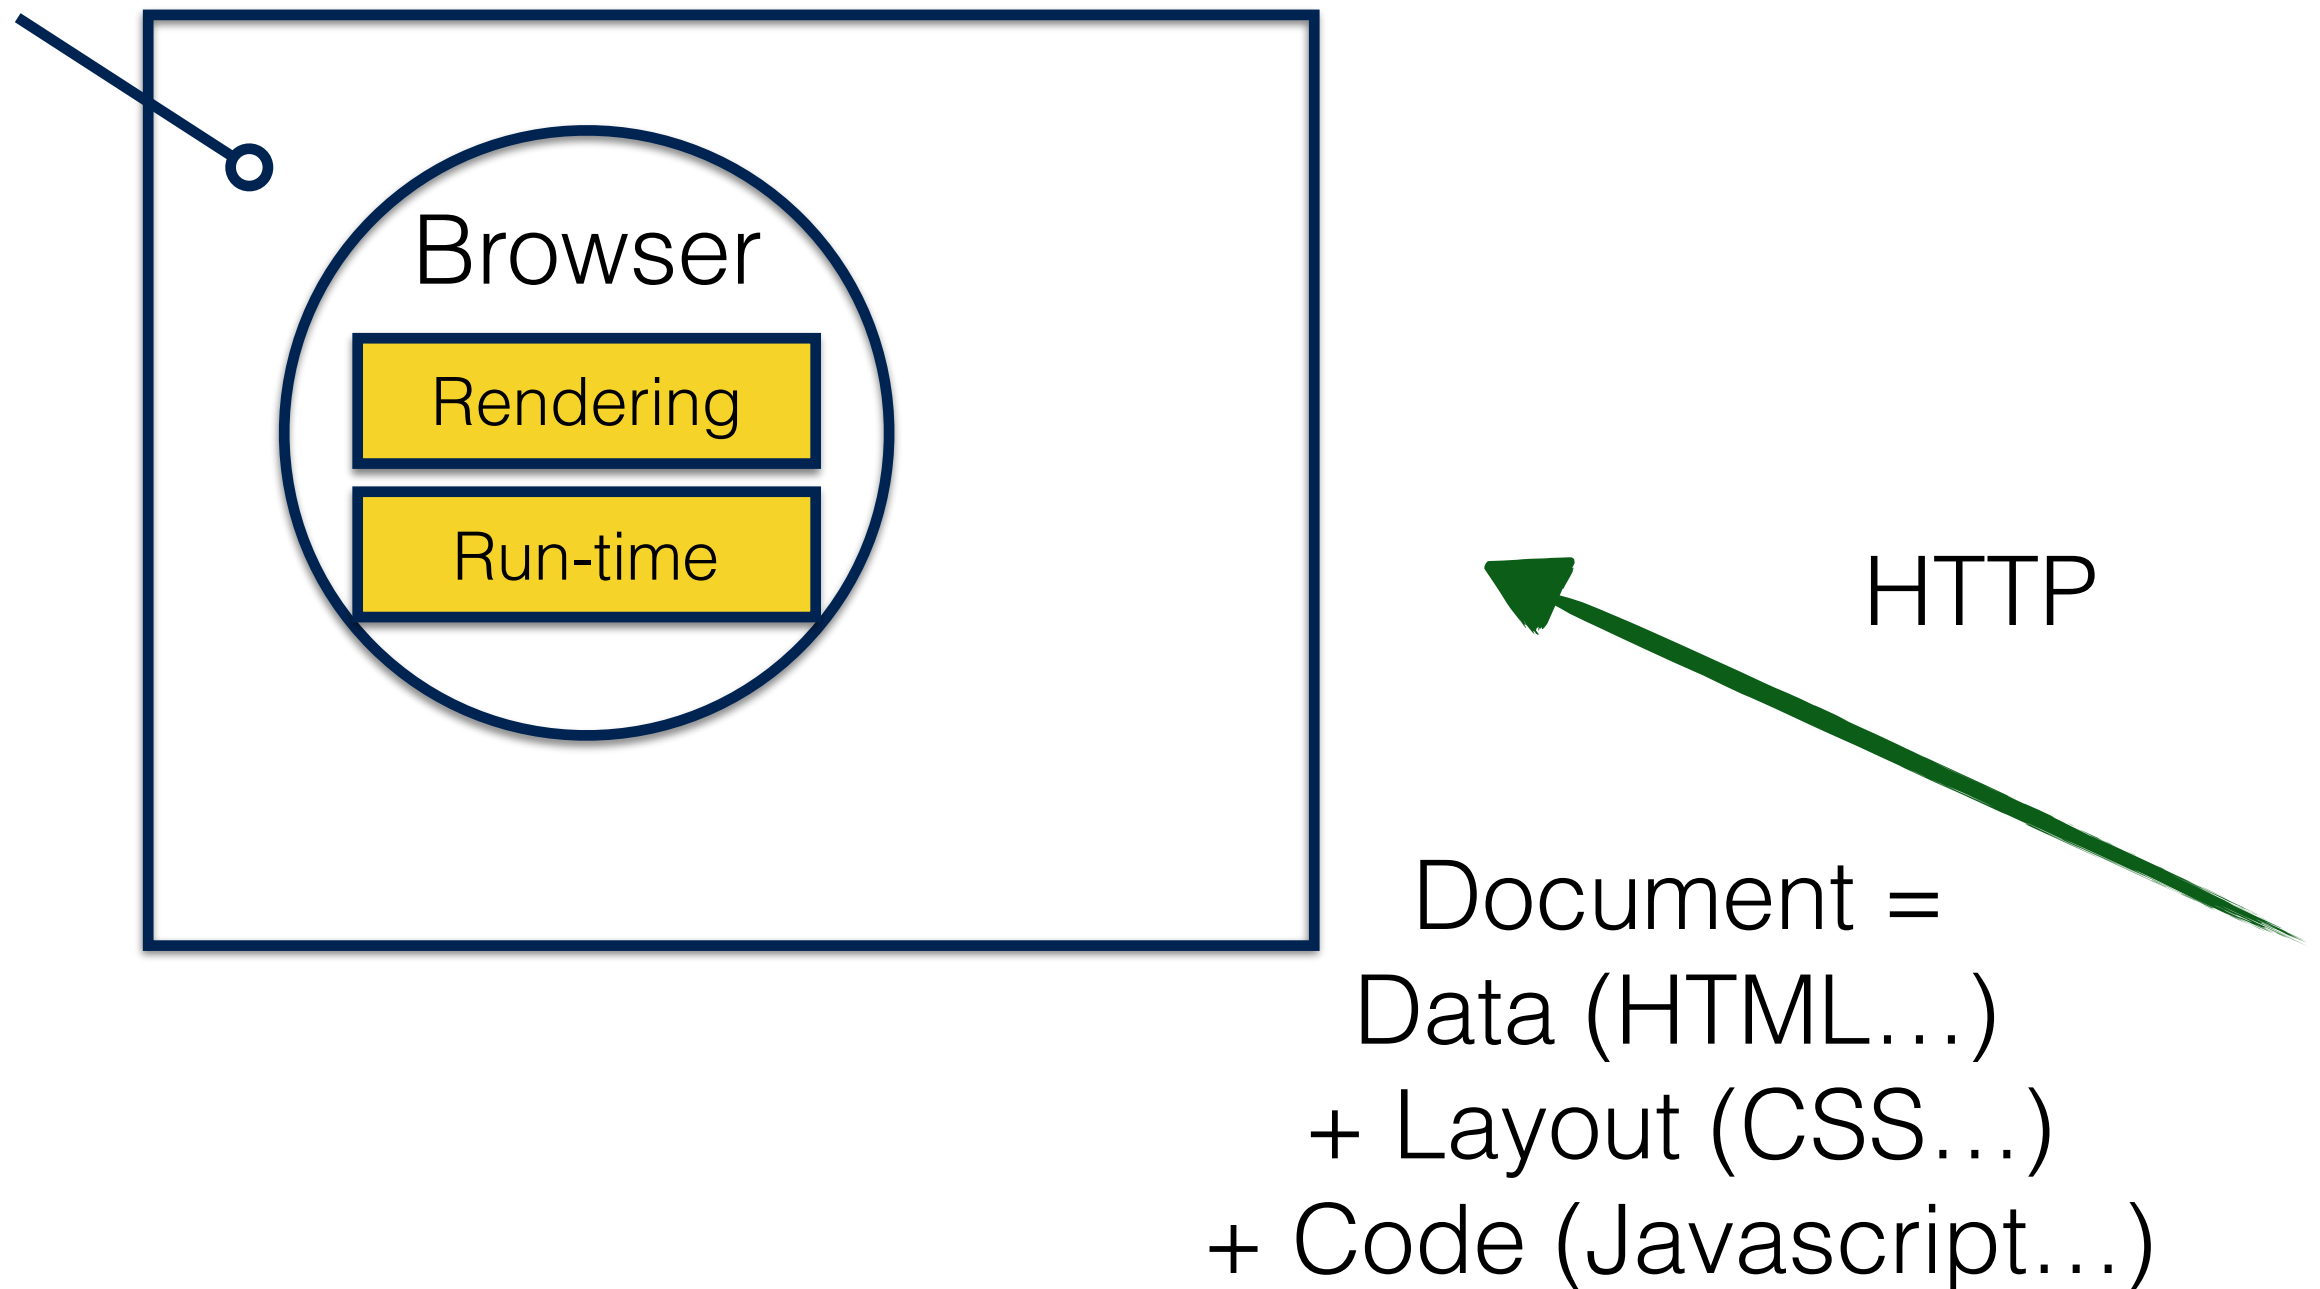 Browser
Rendering
Run-time
HTTP
Document =
Data (HTML…)
+ Layout (CSS…)
+ Code (Javascript…)